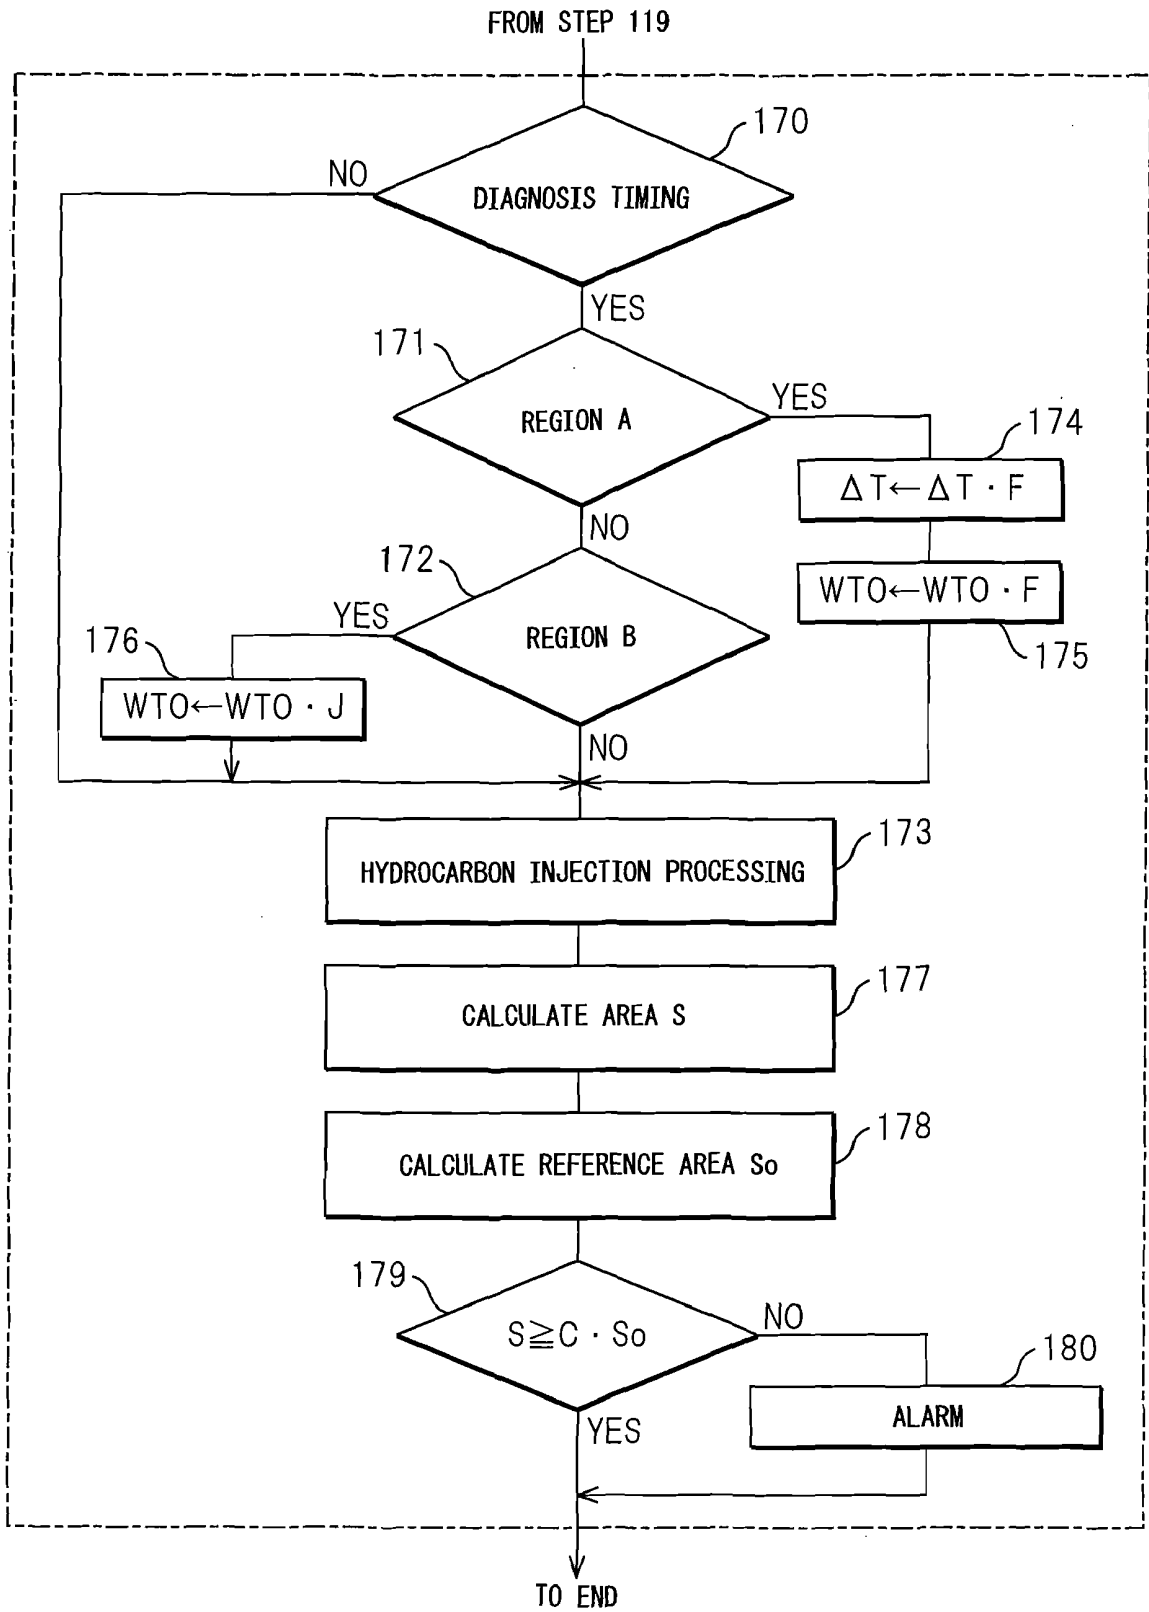 FROM STEP 119
170
NO
DIAGNOSIS TIMING
YES
171
YES
REGION A
174
ΔT←ΔT・F
NO
172
WTO←WTO・F
YES
REGION B
176
175
WTO←WTO・J
NO
173
HYDROCARBON INJECTION PROCESSING
177
CALCULATE AREA S
178
CALCULATE REFERENCE AREA So
179
NO
S≧C・So
180
ALARM
YES
TO END